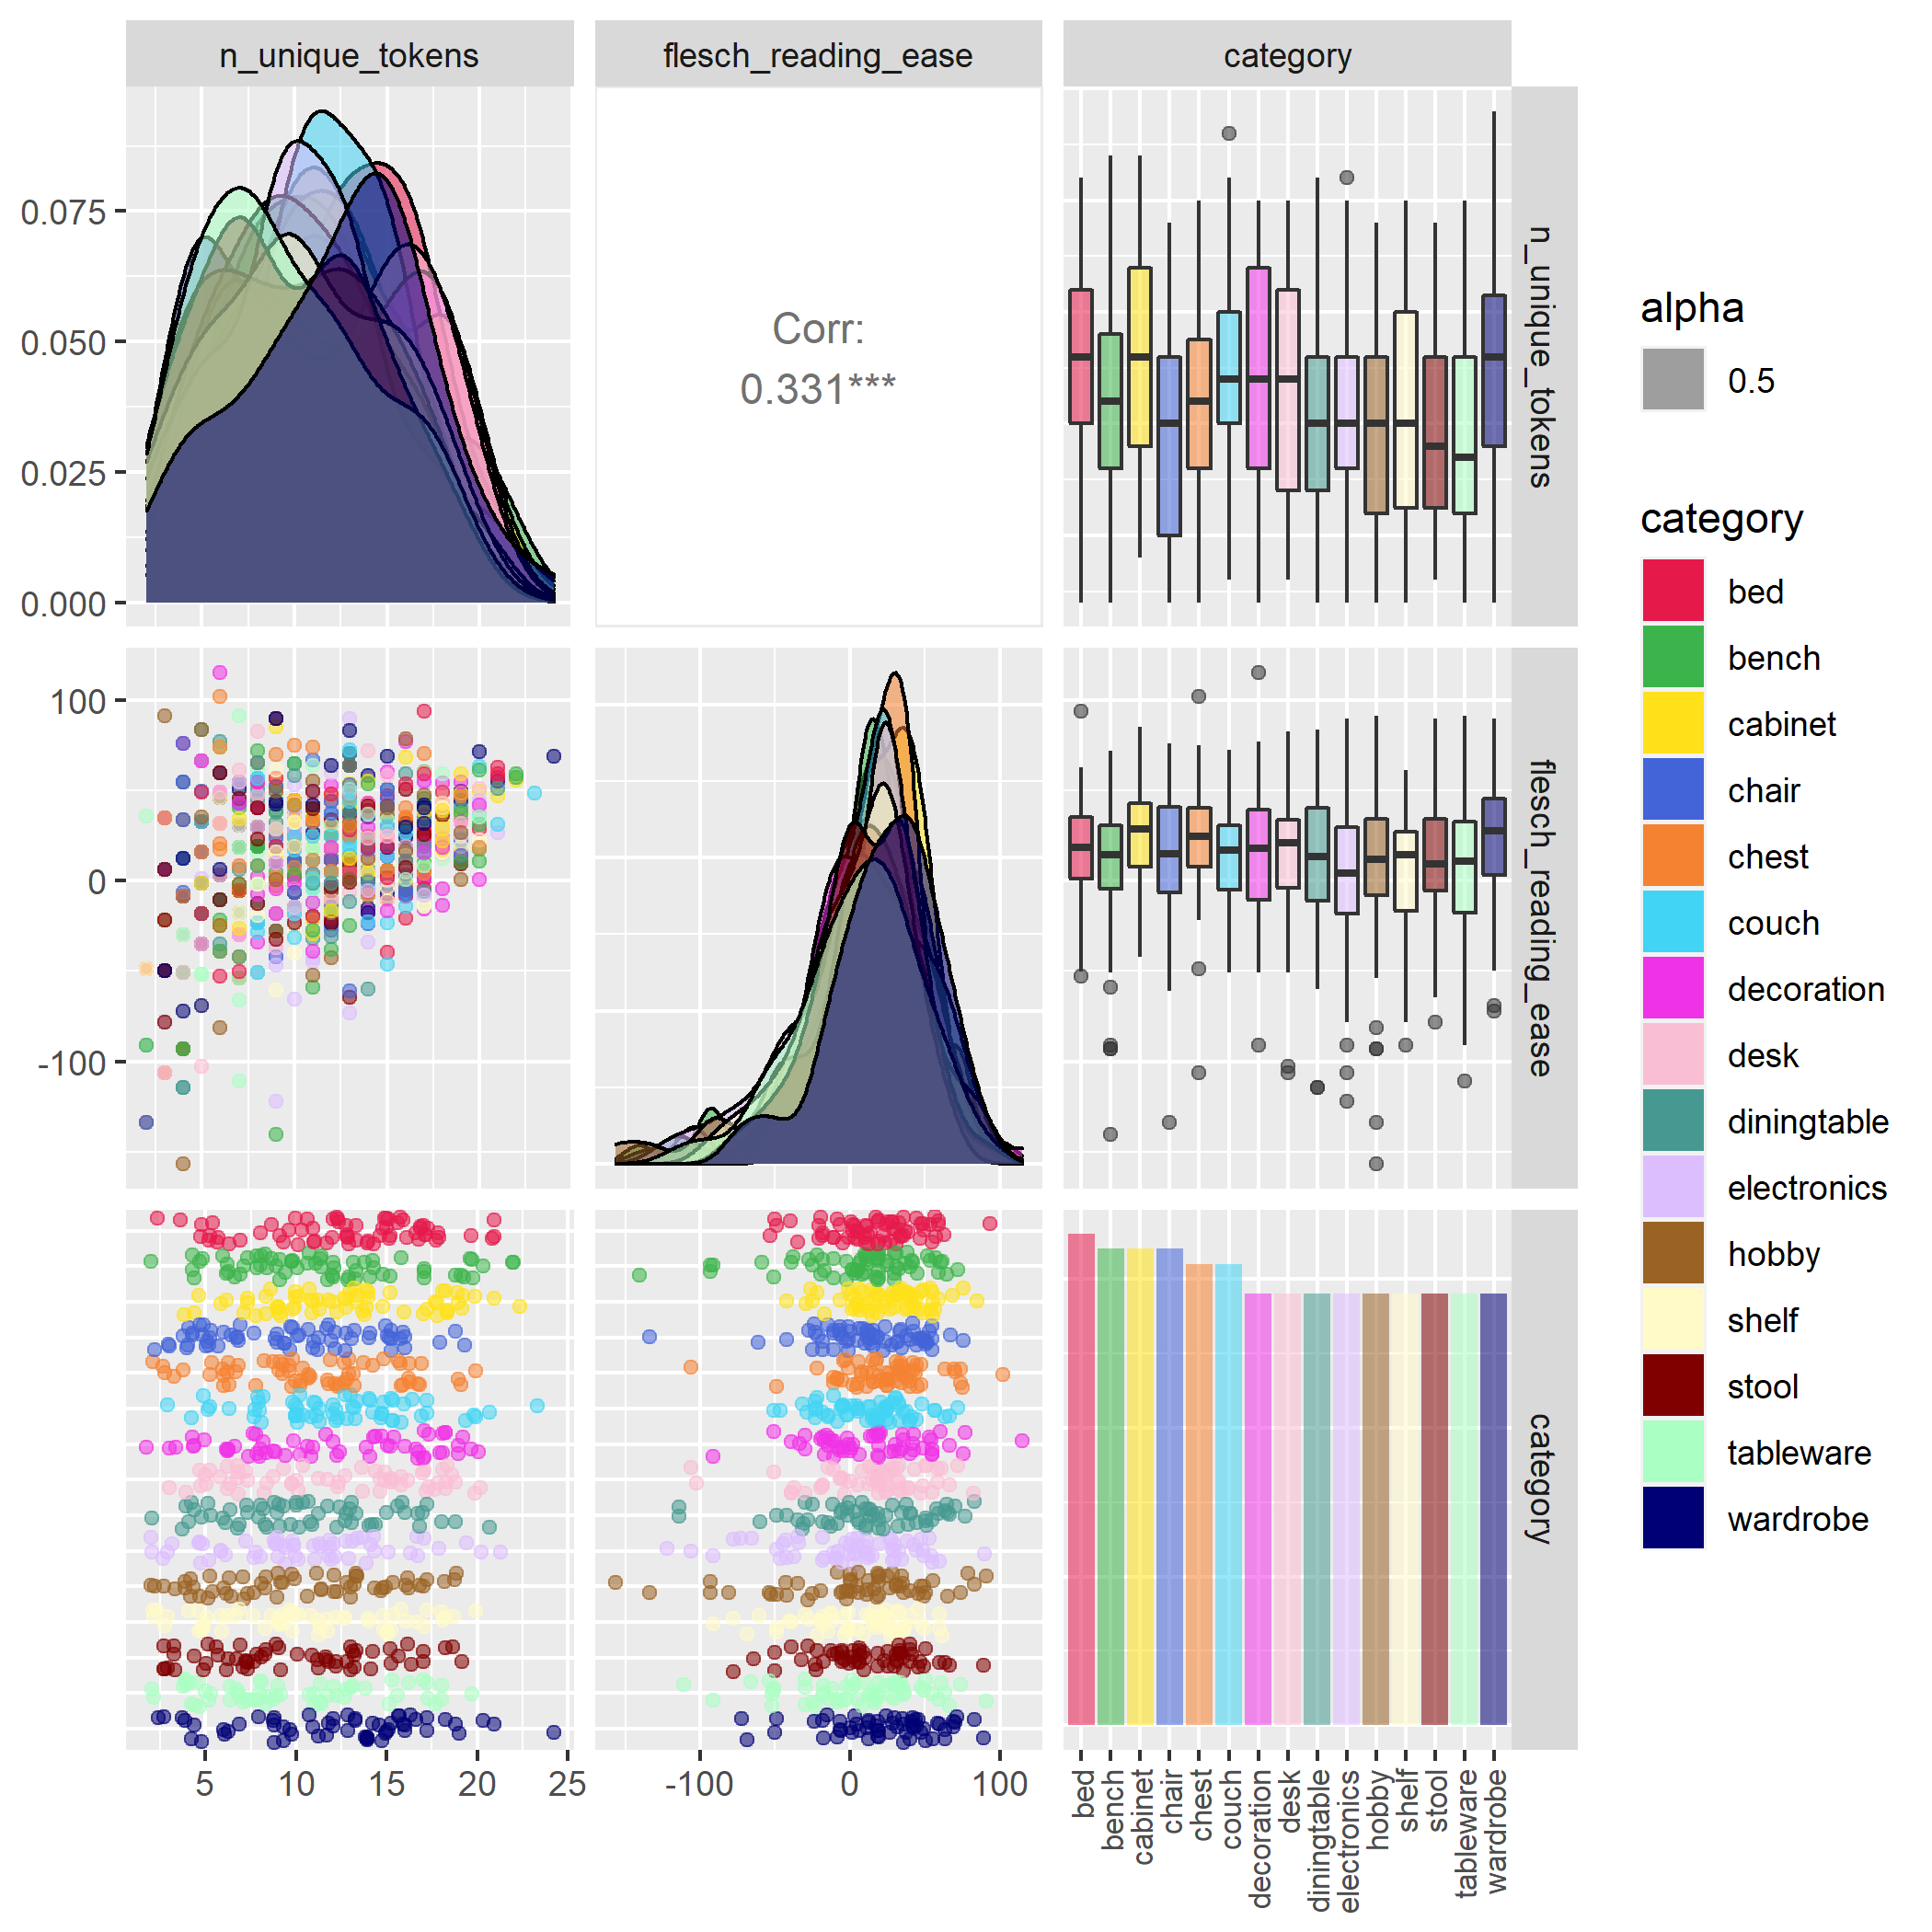 n_unique_tokens
flesch_reading_ease
category
0.075
0.050
0.025
0.000
Corr:
0.331***
n_unique_tokens
100
0
-100
flesch_reading_ease
category
5
10
15
20
25
-100
0
100
bed
bench
cabinet
chair
chest
couch
decoration
desk
diningtable
electronics
hobby
shelf
stool
tableware
wardrobe
alpha
0.5
category
bed
bench
cabinet
chair
chest
couch
decoration
desk
diningtable
electronics
hobby
shelf
stool
tableware
wardrobe